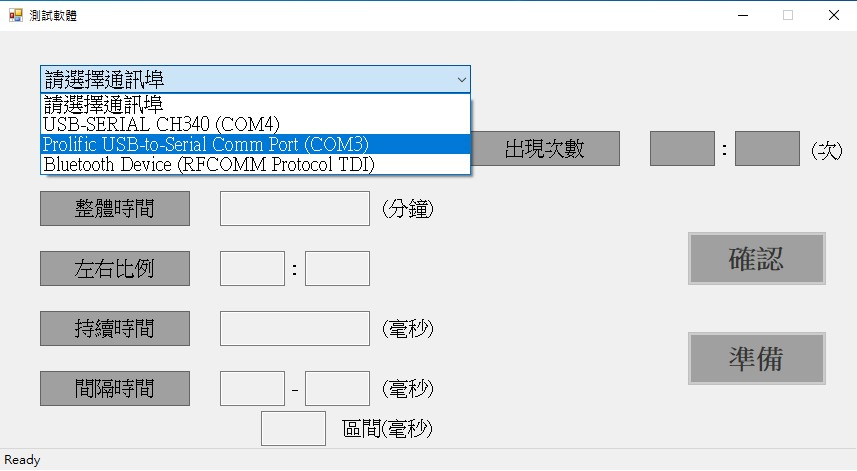 測試軟體
請選擇通訊埠
請選擇通訊埠
USB-SERIAL CH340 (COM4)
Prolific USB-to-Serial Comm Port (COM3)
Bluetooth Device (RFCOMM Protocol TDI)
出現次數 : (次)
整體時間 (分鐘)
左右比例 :
持續時間 (毫秒)
間隔時間 - (毫秒)
區間(毫秒)
確認
準備
Ready